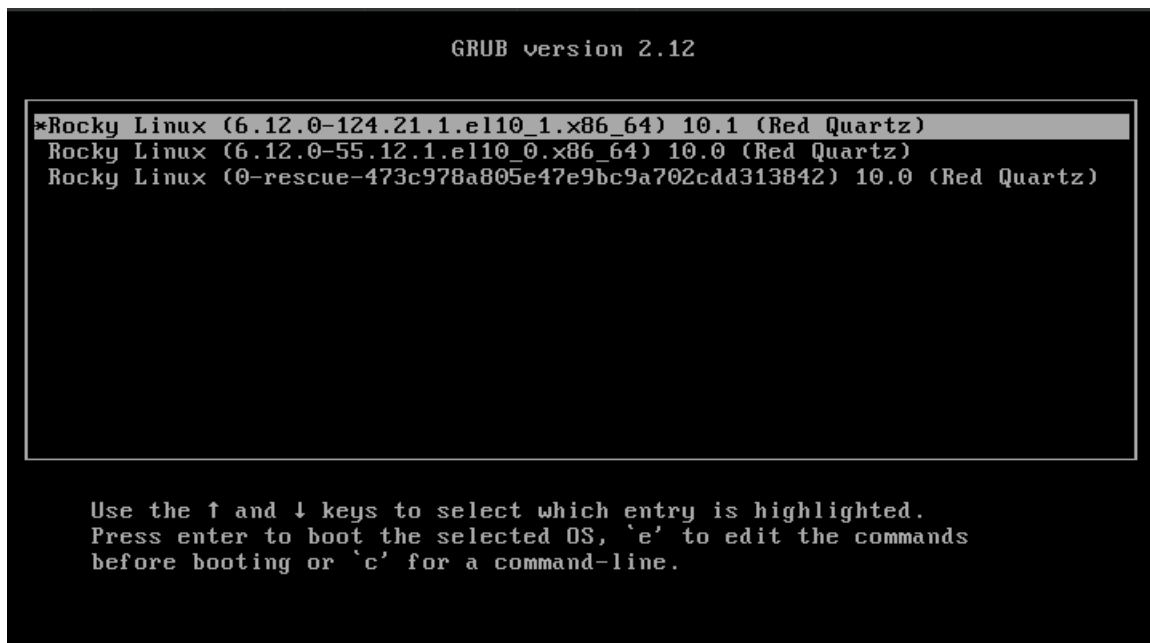 GRUB version 2.12
*Rocky Linux (6.12.0-124.21.1.el10_1.x86_64) 10.1 (Red Quartz)
Rocky Linux (6.12.0-55.12.1.el10_0.x86_64) 10.0 (Red Quartz)
Rocky Linux (0-rescue-473c978a805e47e9bc9a702cdd313842) 10.0 (Red Quartz)
Use the ↑ and ↓ keys to select which entry is highlighted.
Press enter to boot the selected OS, `e' to edit the commands
before booting or `c' for a command-line.